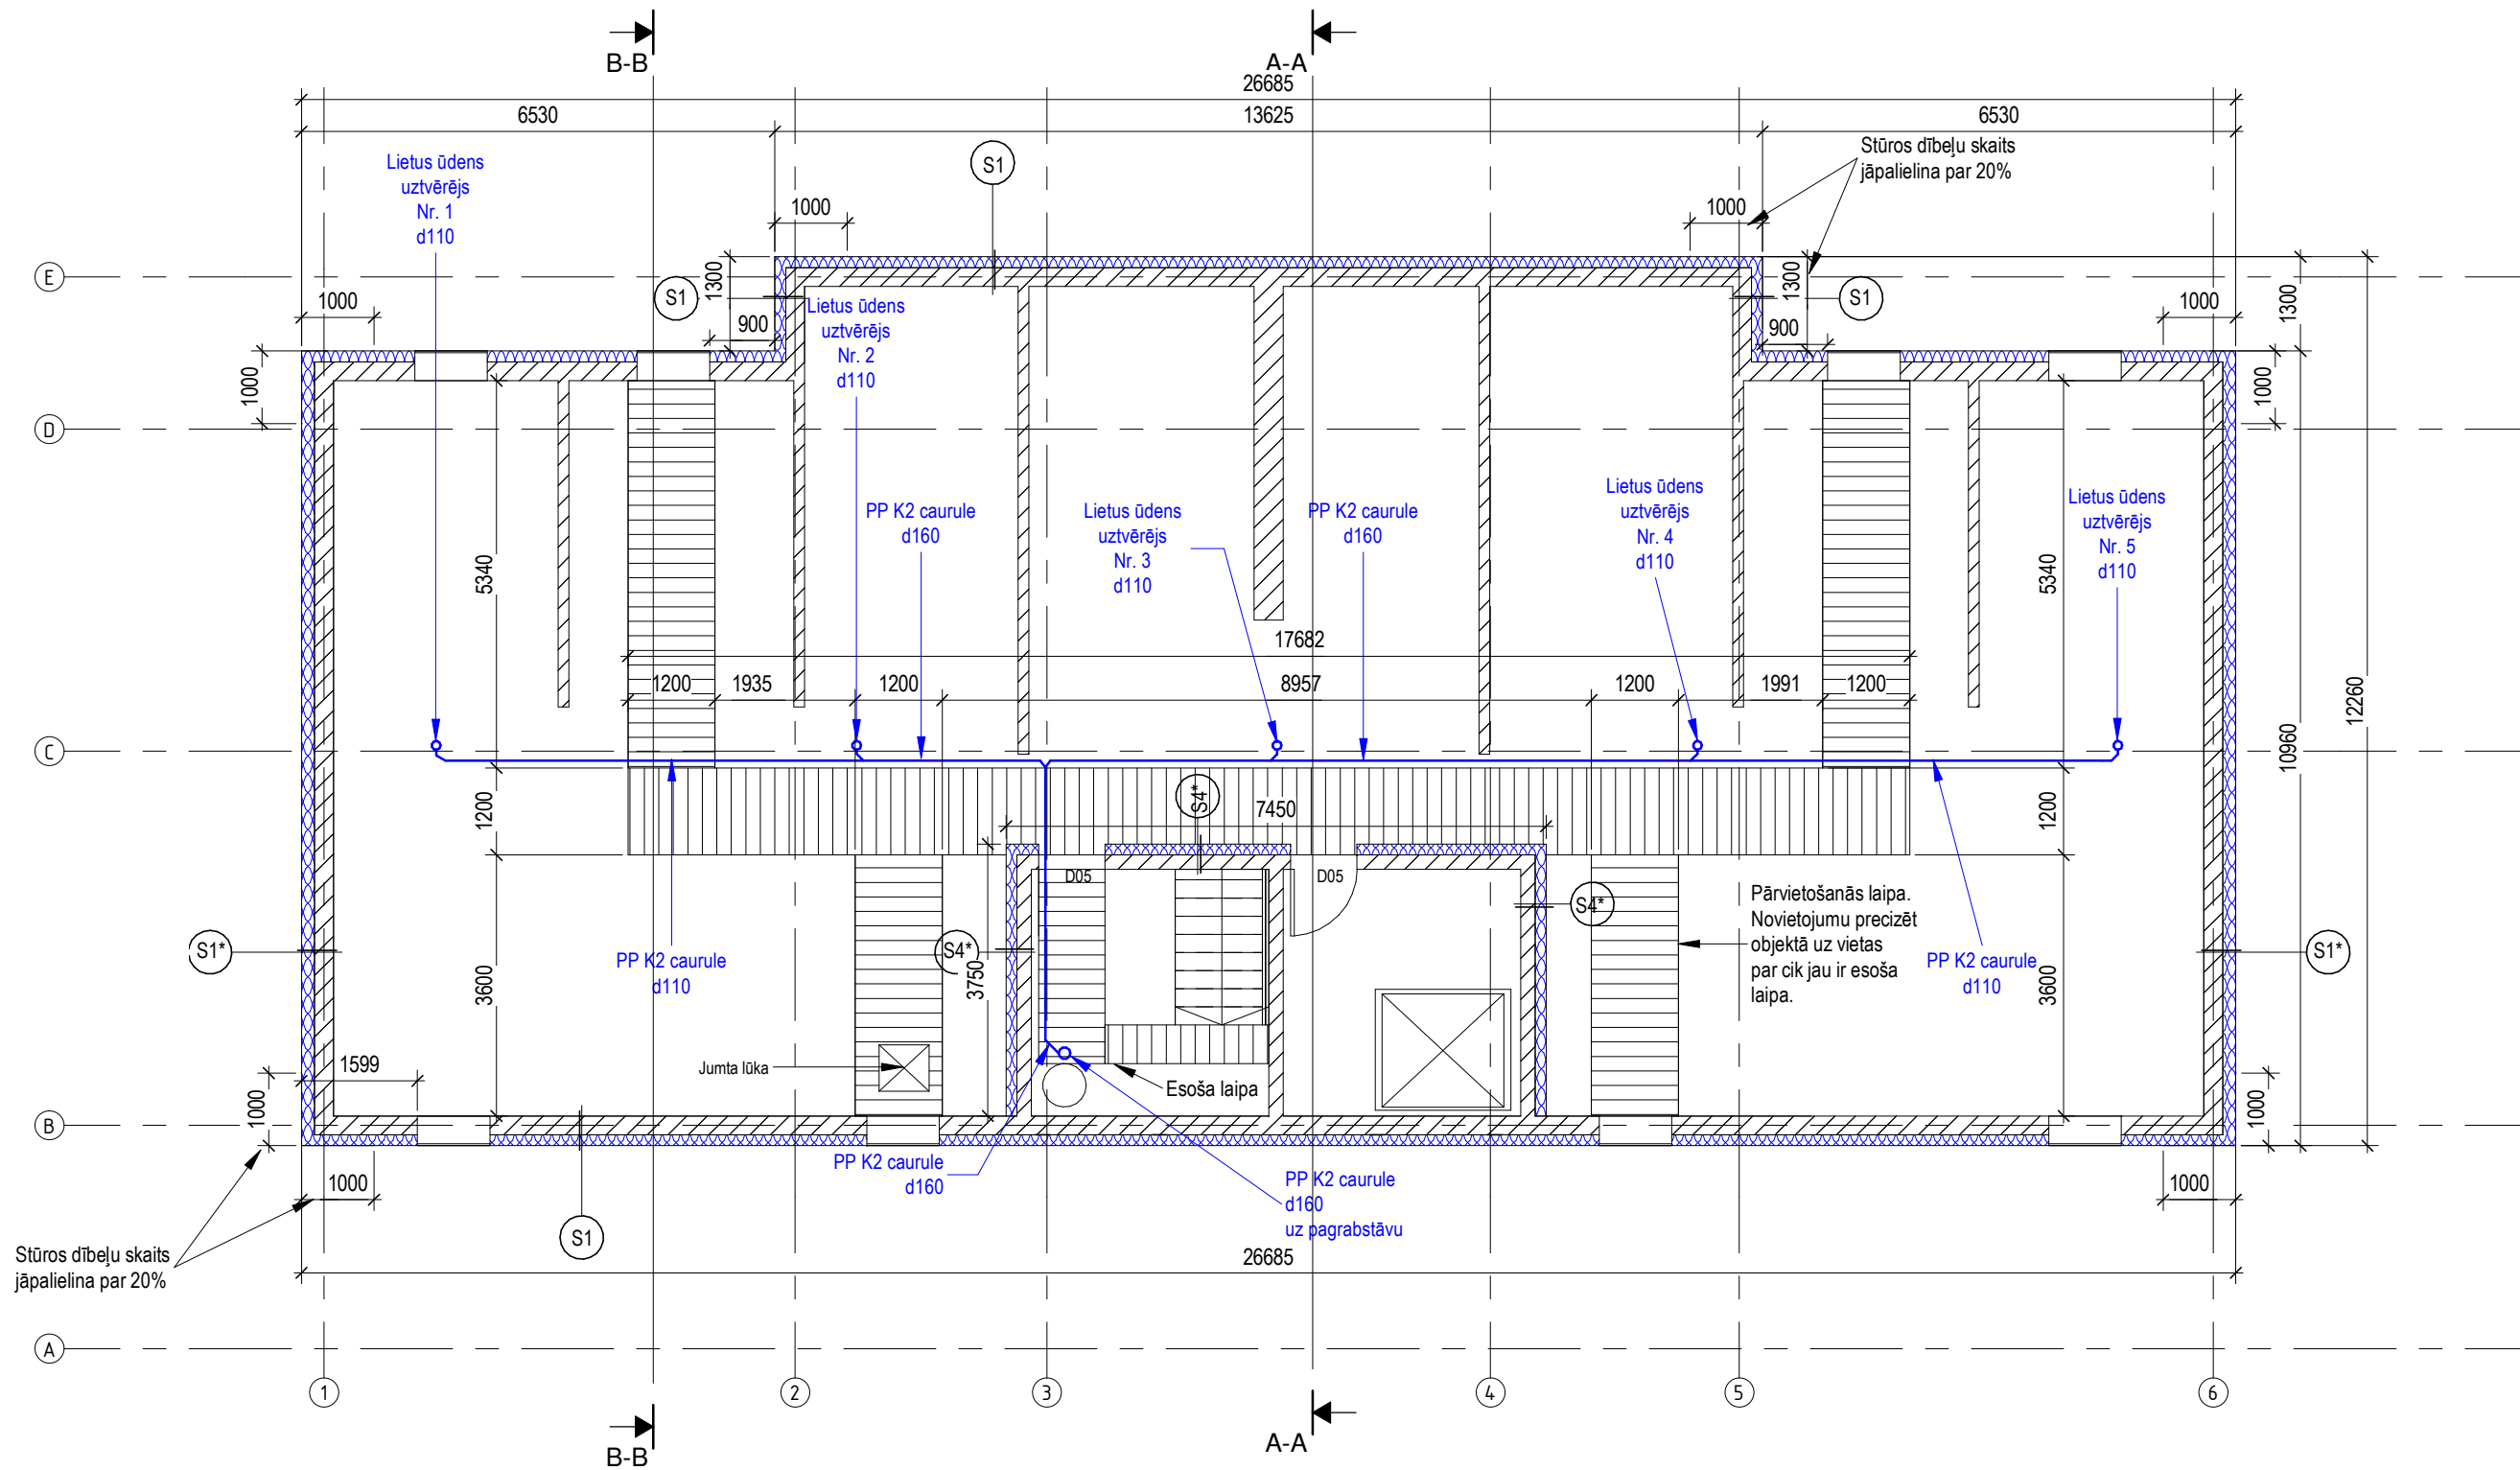 B-B
A-A
26685
6530
13625
6530
Lietus ūdens
uztvērējs
Nr. 1
d110
S1
Stūros dībeļu skaits
jāpalielina par 20%
1000
1000
E
1000
S1
1300
900
Lietus ūdens
uztvērējs
Nr. 2
d110
1300
900
S1
1000
1300
1000
1000
D
PP K2 caurule
d160
Lietus ūdens
uztvērējs
Nr. 3
d110
PP K2 caurule
d160
Lietus ūdens
uztvērējs
Nr. 4
d110
Lietus ūdens
uztvērējs
Nr. 5
d110
5340
5340
17682
1200
1935
1200
8957
1200
1991
1200
12260
10960
C
1200
S4*
7450
1200
D05
D05
S4*
Pārvietošanās laipa.
Novietojumu precizēt
objektā uz vietas
par cik jau ir esoša
laipa.
S1*
PP K2 caurule
d110
S4*
3750
3600
PP K2 caurule
d110
3600
S1*
1599
Jumta lūka
Esoša laipa
1000
1000
B
PP K2 caurule
d160
PP K2 caurule
d160
uz pagrabstāvu
1000
1000
S1
Stūros dībeļu skaits
jāpalielina par 20%
26685
A
1
2
3
4
5
6
B-B
A-A